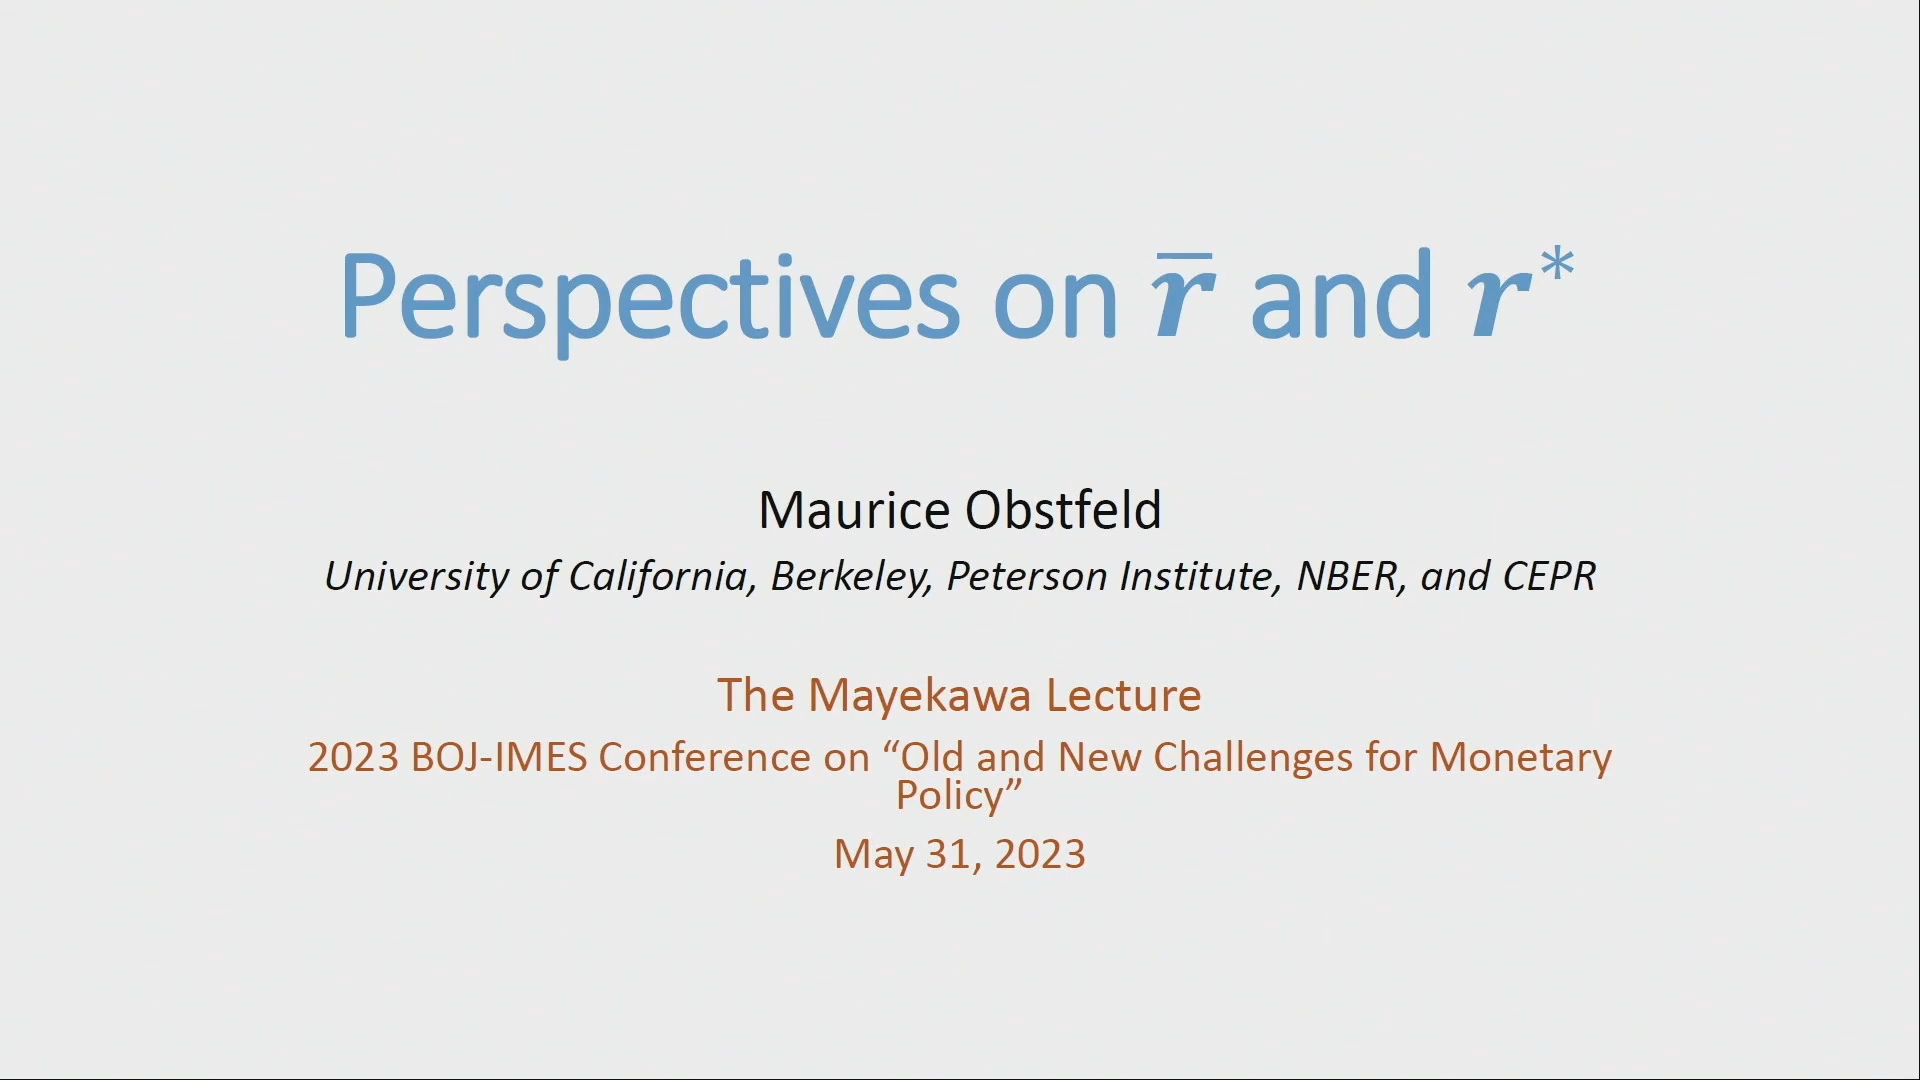 Perspectives on r̅ and r*
Maurice Obstfeld
University of California, Berkeley, Peterson Institute, NBER, and CEPR
The Mayekawa Lecture
2023 BOJ-IMES Conference on “Old and New Challenges for Monetary
Policy”
May 31, 2023